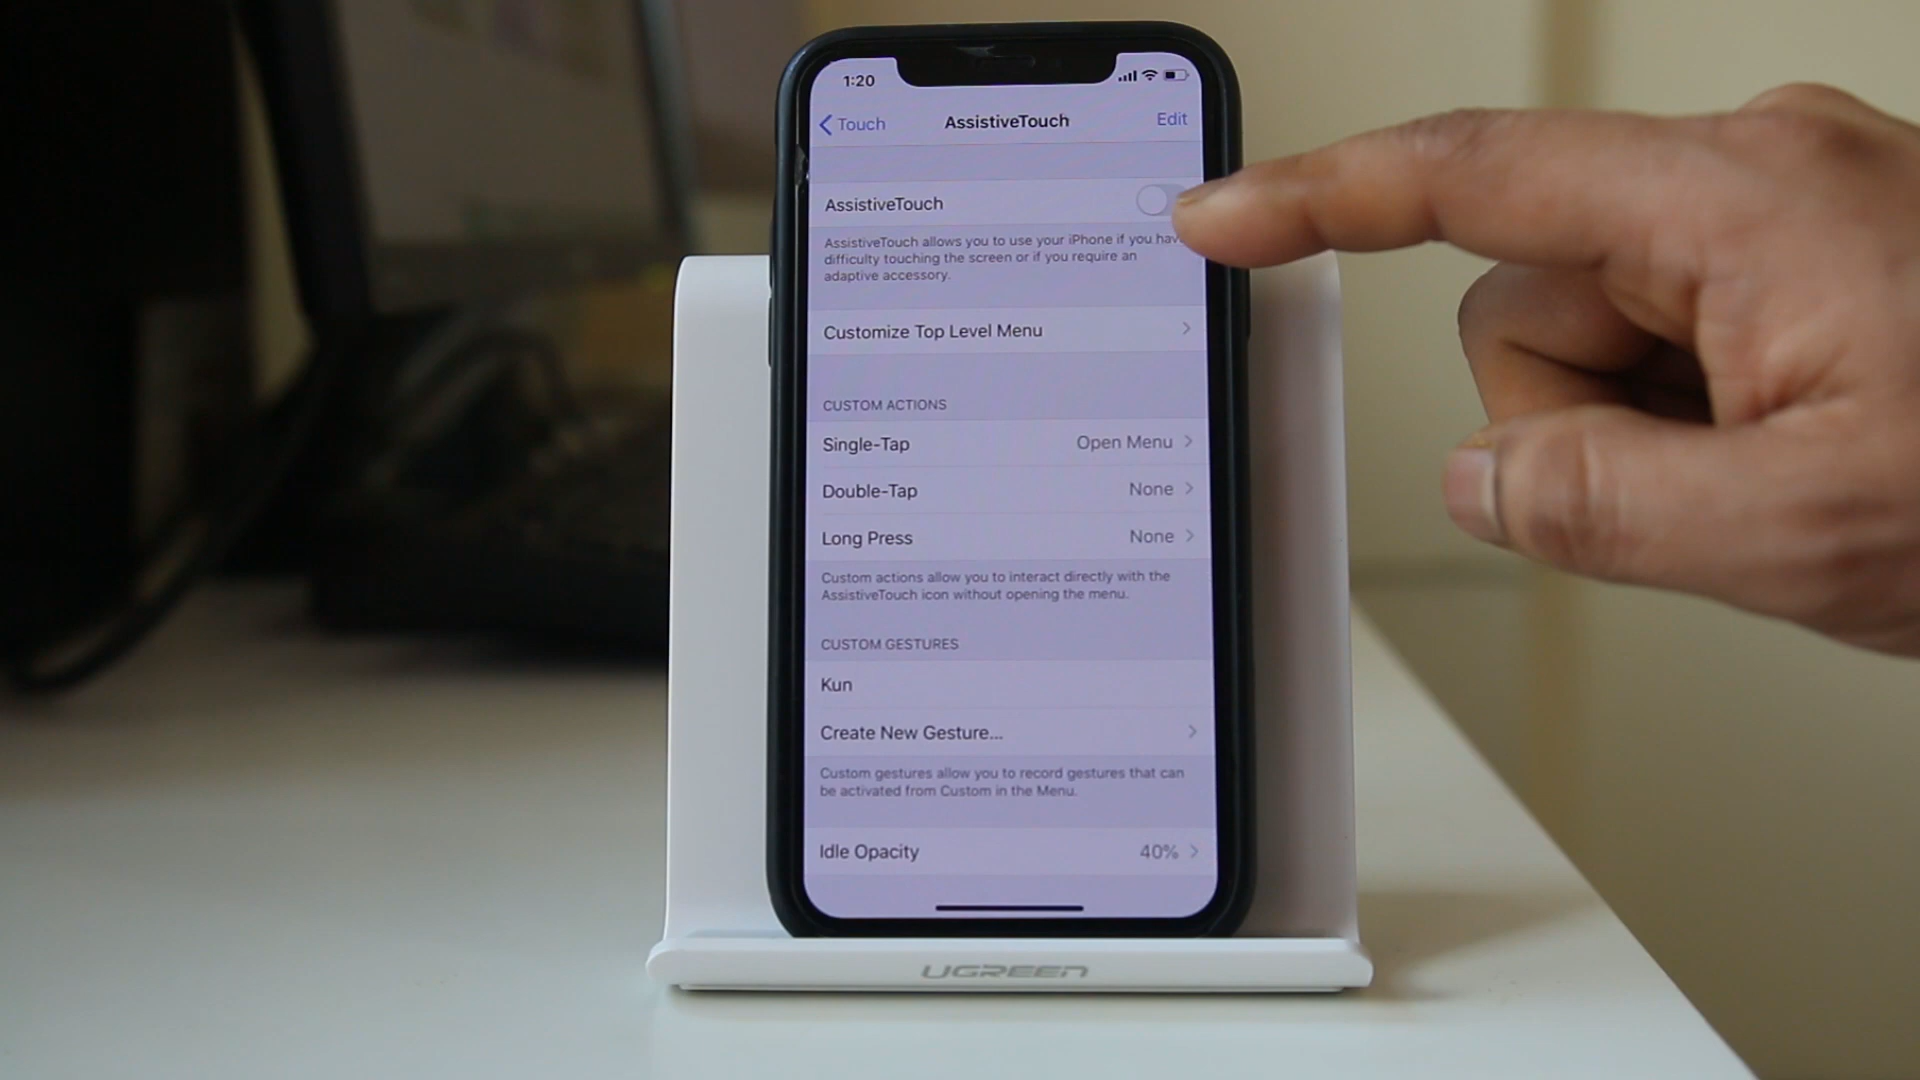 1:20
Touch
AssistiveTouch
Edit
AssistiveTouch
AssistiveTouch allows you to use your iPhone if you have
difficulty touching the screen or if you require an
adaptive accessory.
Customize Top Level Menu
CUSTOM ACTIONS
Single-Tap Open Menu
Double-Tap None
Long Press None
Custom actions allow you to interact directly with the
AssistiveTouch icon without opening the menu.
CUSTOM GESTURES
Kun
Create New Gesture...
Custom gestures allow you to record gestures that can
be activated from Custom in the Menu.
Idle Opacity 40%
UGREEN